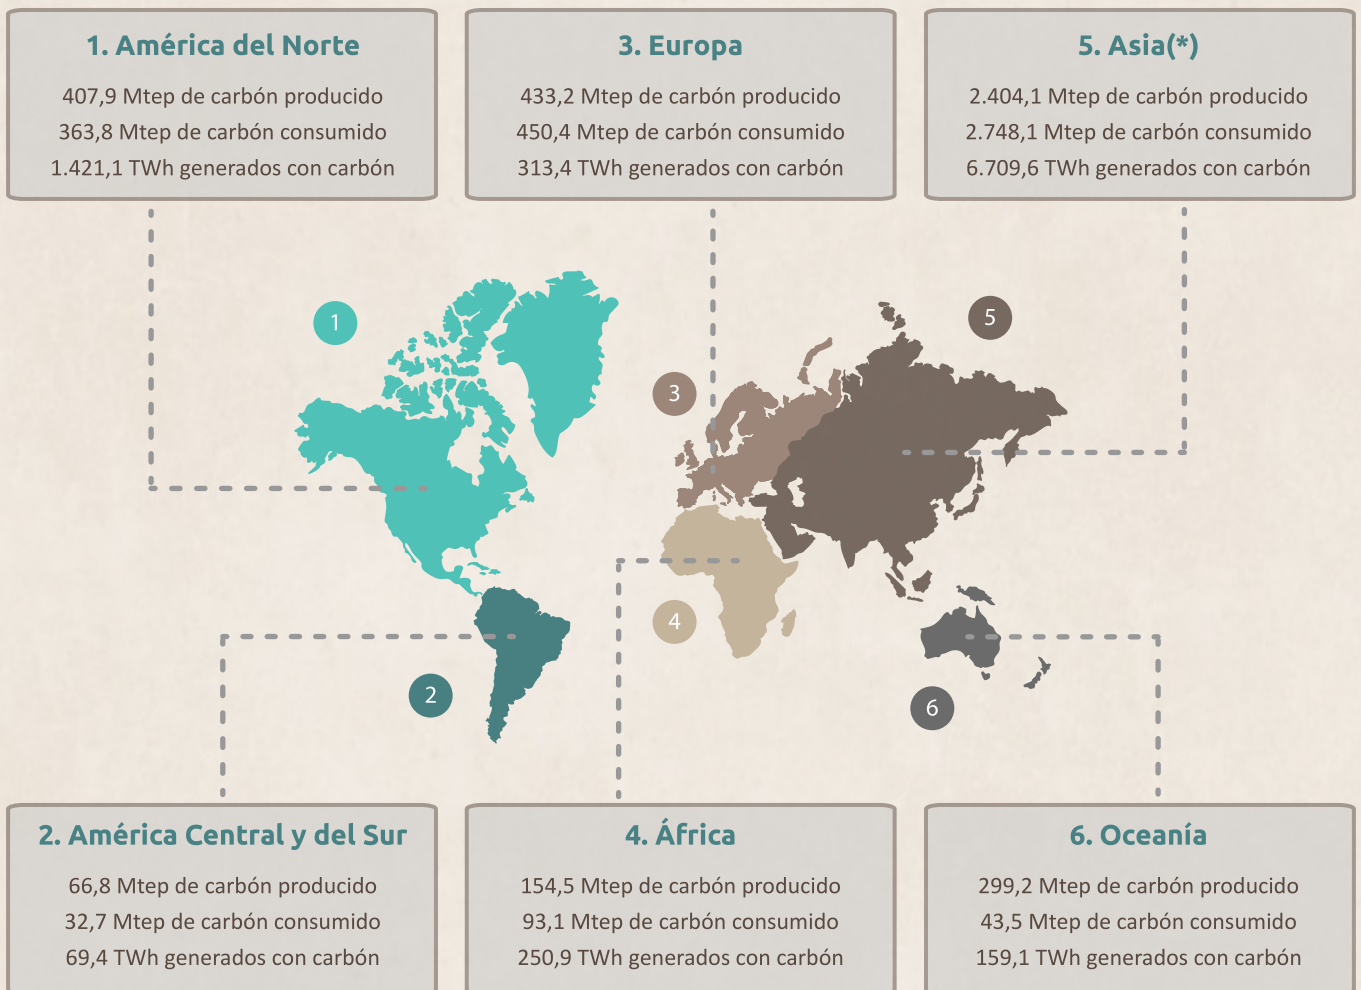 1. América del Norte
407,9 Mtep de carbón producido
363,8 Mtep de carbón consumido
1.421,1 TWh generados con carbón
3. Europa
433,2 Mtep de carbón producido
450,4 Mtep de carbón consumido
313,4 TWh generados con carbón
5. Asia(*)
2.404,1 Mtep de carbón producido
2.748,1 Mtep de carbón consumido
6.709,6 TWh generados con carbón
1
5
3
4
2
6
2. América Central y del Sur
66,8 Mtep de carbón producido
32,7 Mtep de carbón consumido
69,4 TWh generados con carbón
4. África
154,5 Mtep de carbón producido
93,1 Mtep de carbón consumido
250,9 TWh generados con carbón
6. Oceanía
299,2 Mtep de carbón producido
43,5 Mtep de carbón consumido
159,1 TWh generados con carbón